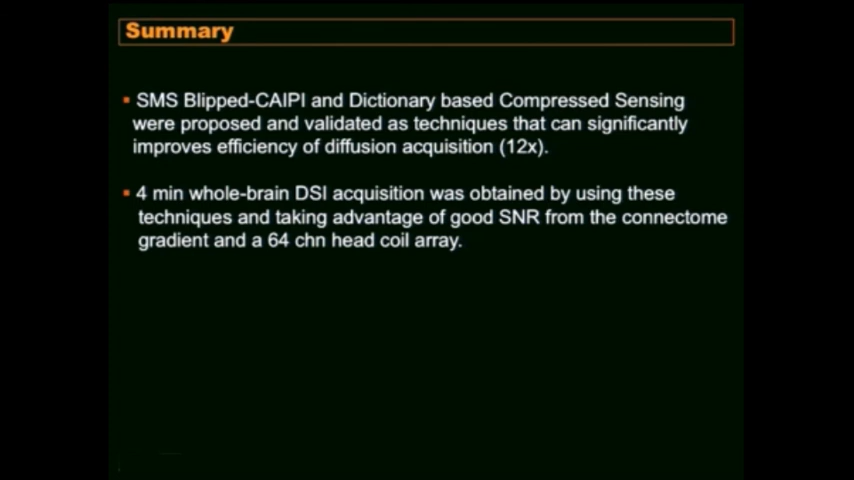 Summary
▪ SMS Blipped-CAIPI and Dictionary based Compressed Sensing
were proposed and validated as techniques that can significantly
improves efficiency of diffusion acquisition (12x).
▪ 4 min whole-brain DSI acquisition was obtained by using these
techniques and taking advantage of good SNR from the connectome
gradient and a 64 chn head coil array.